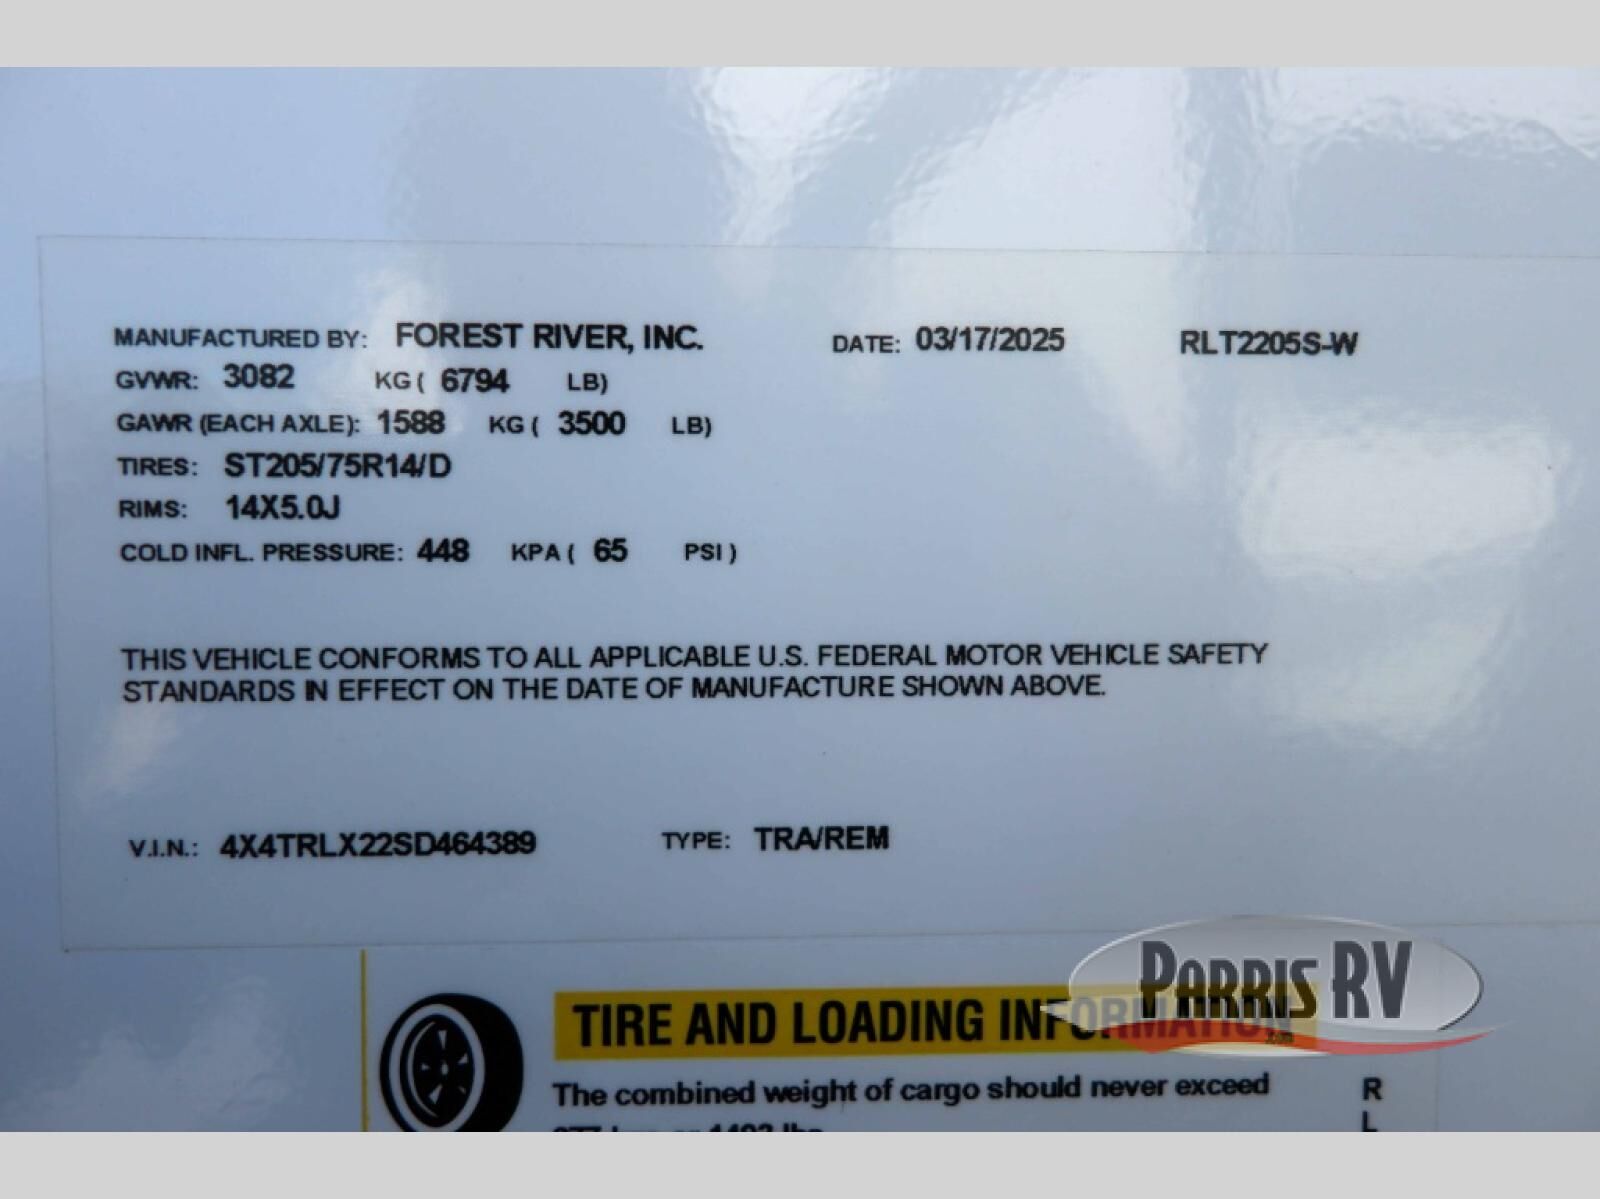 MANUFACTURED BY: FOREST RIVER, INC. DATE: 03/17/2025 RLT2205S-W
GVWR: 3082 KG ( 6794 LB)
GAWR (EACH AXLE): 1588 KG ( 3500 LB)
TIRES: ST205/75R14/D
RIMS: 14X5.0J
COLD INFL. PRESSURE: 448 KPA ( 65 PSI )
THIS VEHICLE CONFORMS TO ALL APPLICABLE U.S. FEDERAL MOTOR VEHICLE SAFETY
STANDARDS IN EFFECT ON THE DATE OF MANUFACTURE SHOWN ABOVE.
V.I.N.: 4X4TRLX22SD464389 TYPE: TRA/REM
PARRIS RV
.com
TIRE AND LOADING INFORMATION
The combined weight of cargo should never exceed R
L